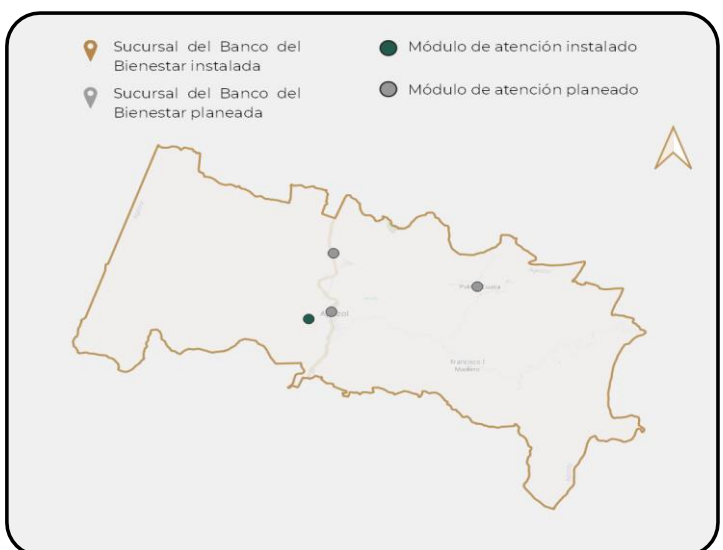 Sucursal del Banco del
Bienestar instalada
Sucursal del Banco del
Bienestar planeada
Módulo de atención instalado
Módulo de atención planeado
Francisco I.
Madero